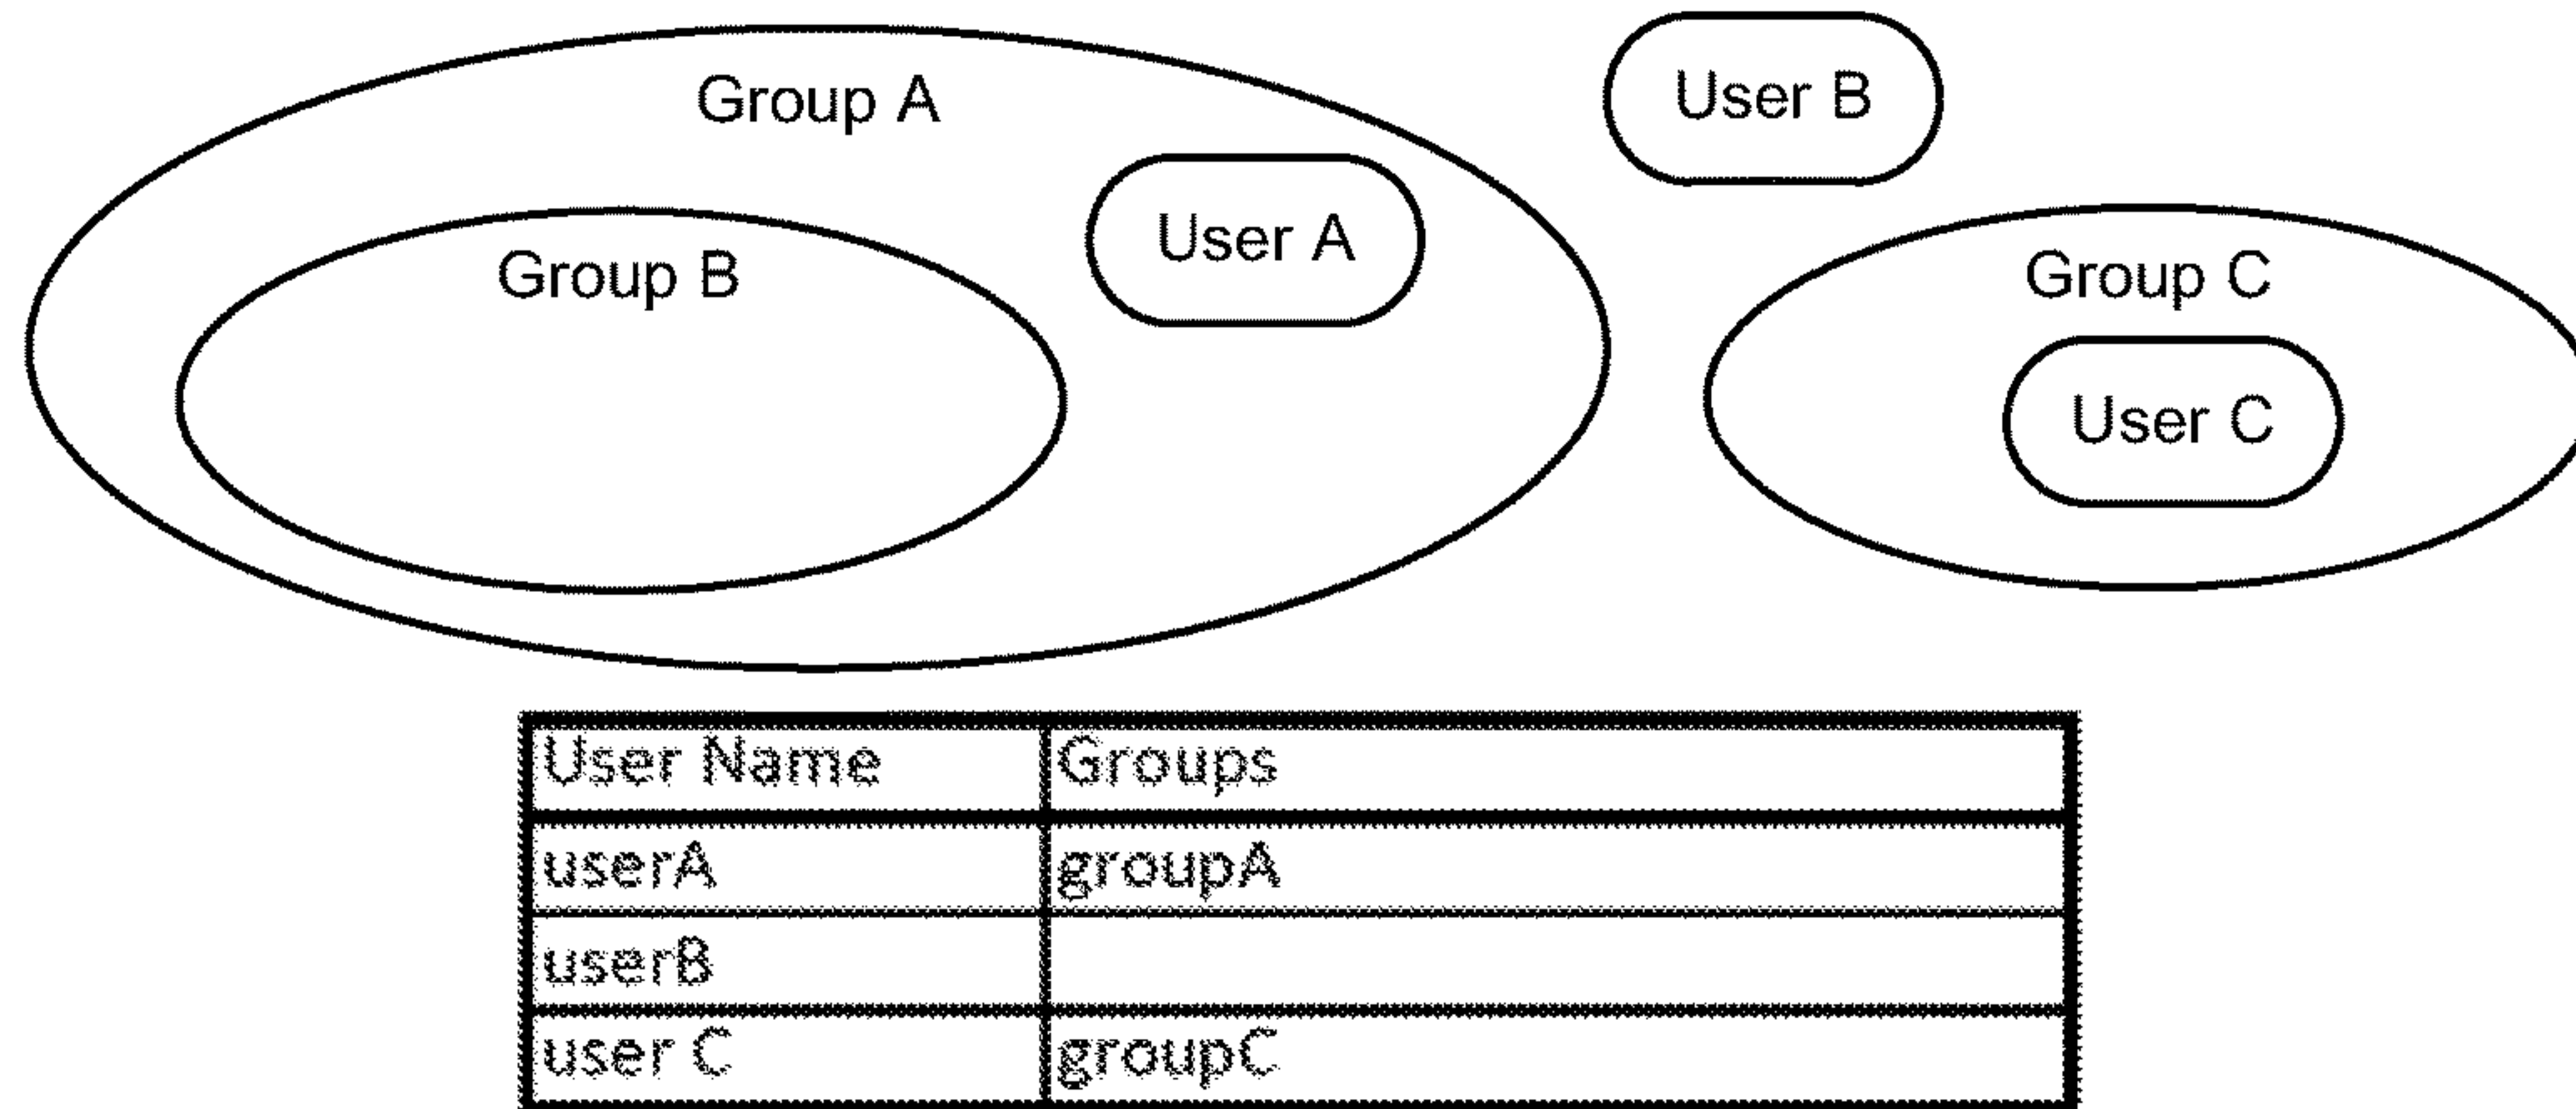 Group A
User B
User A
Group B
Group C
User C
User Name Groups
userA groupA
userB
user C groupC